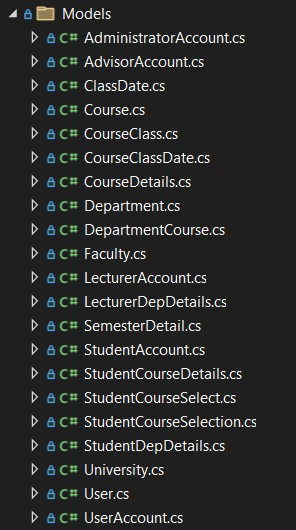 Models
C# AdministratorAccount.cs
C# AdvisorAccount.cs
C# ClassDate.cs
C# Course.cs
C# CourseClass.cs
C# CourseClassDate.cs
C# CourseDetails.cs
C# Department.cs
C# DepartmentCourse.cs
C# Faculty.cs
C# LecturerAccount.cs
C# LecturerDepDetails.cs
C# SemesterDetail.cs
C# StudentAccount.cs
C# StudentCourseDetails.cs
C# StudentCourseSelect.cs
C# StudentCourseSelection.cs
C# StudentDepDetails.cs
C# University.cs
C# User.cs
C# UserAccount.cs